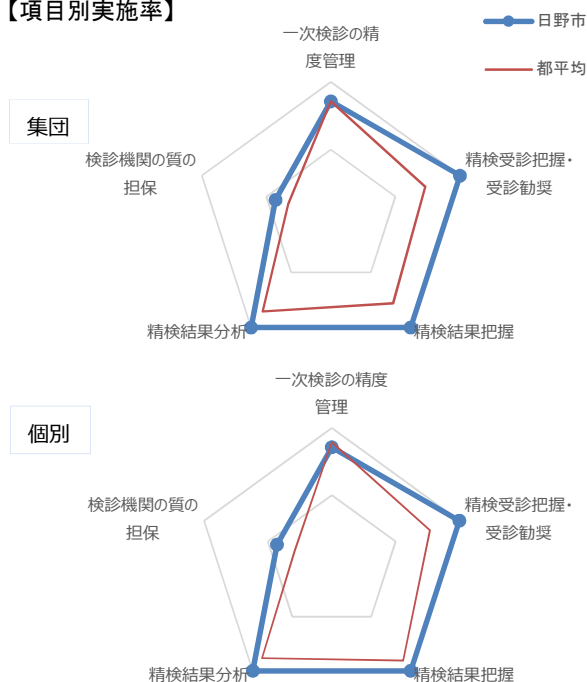 【項目別実施率】
日野市
都平均
集団
一次検診の精
度管理
精検受診把握・
受診勧奨
精検結果把握
精検結果分析
検診機関の質の
担保
個別
一次検診の精度
管理
精検受診把握・
受診勧奨
精検結果把握
精検結果分析
検診機関の質の
担保